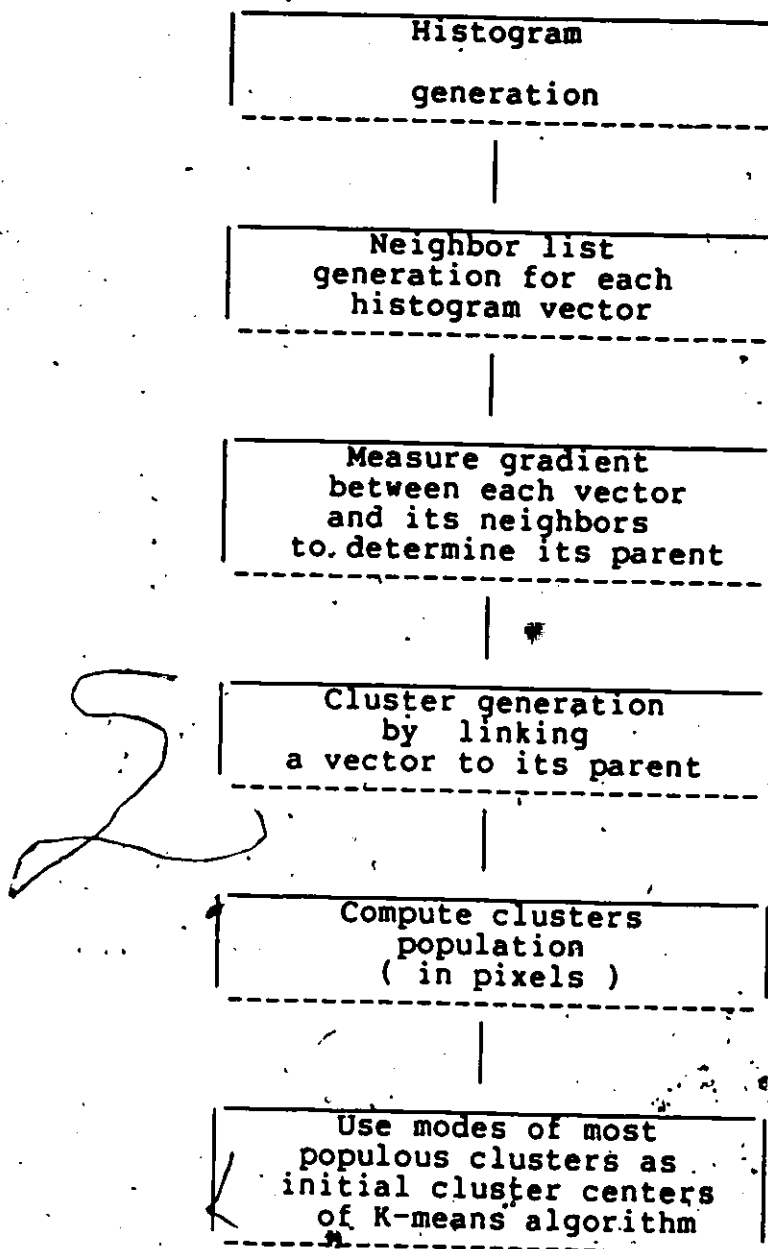 Histogram
generation
Neighbor list
generation for each
histogram vector
Measure gradient
between each vector
and its neighbors
to determine its parent
Cluster generation
by linking
a vector to its parent
Compute clusters
population
( in pixels )
Use modes of most
populous clusters as
initial cluster centers
of K-means algorithm